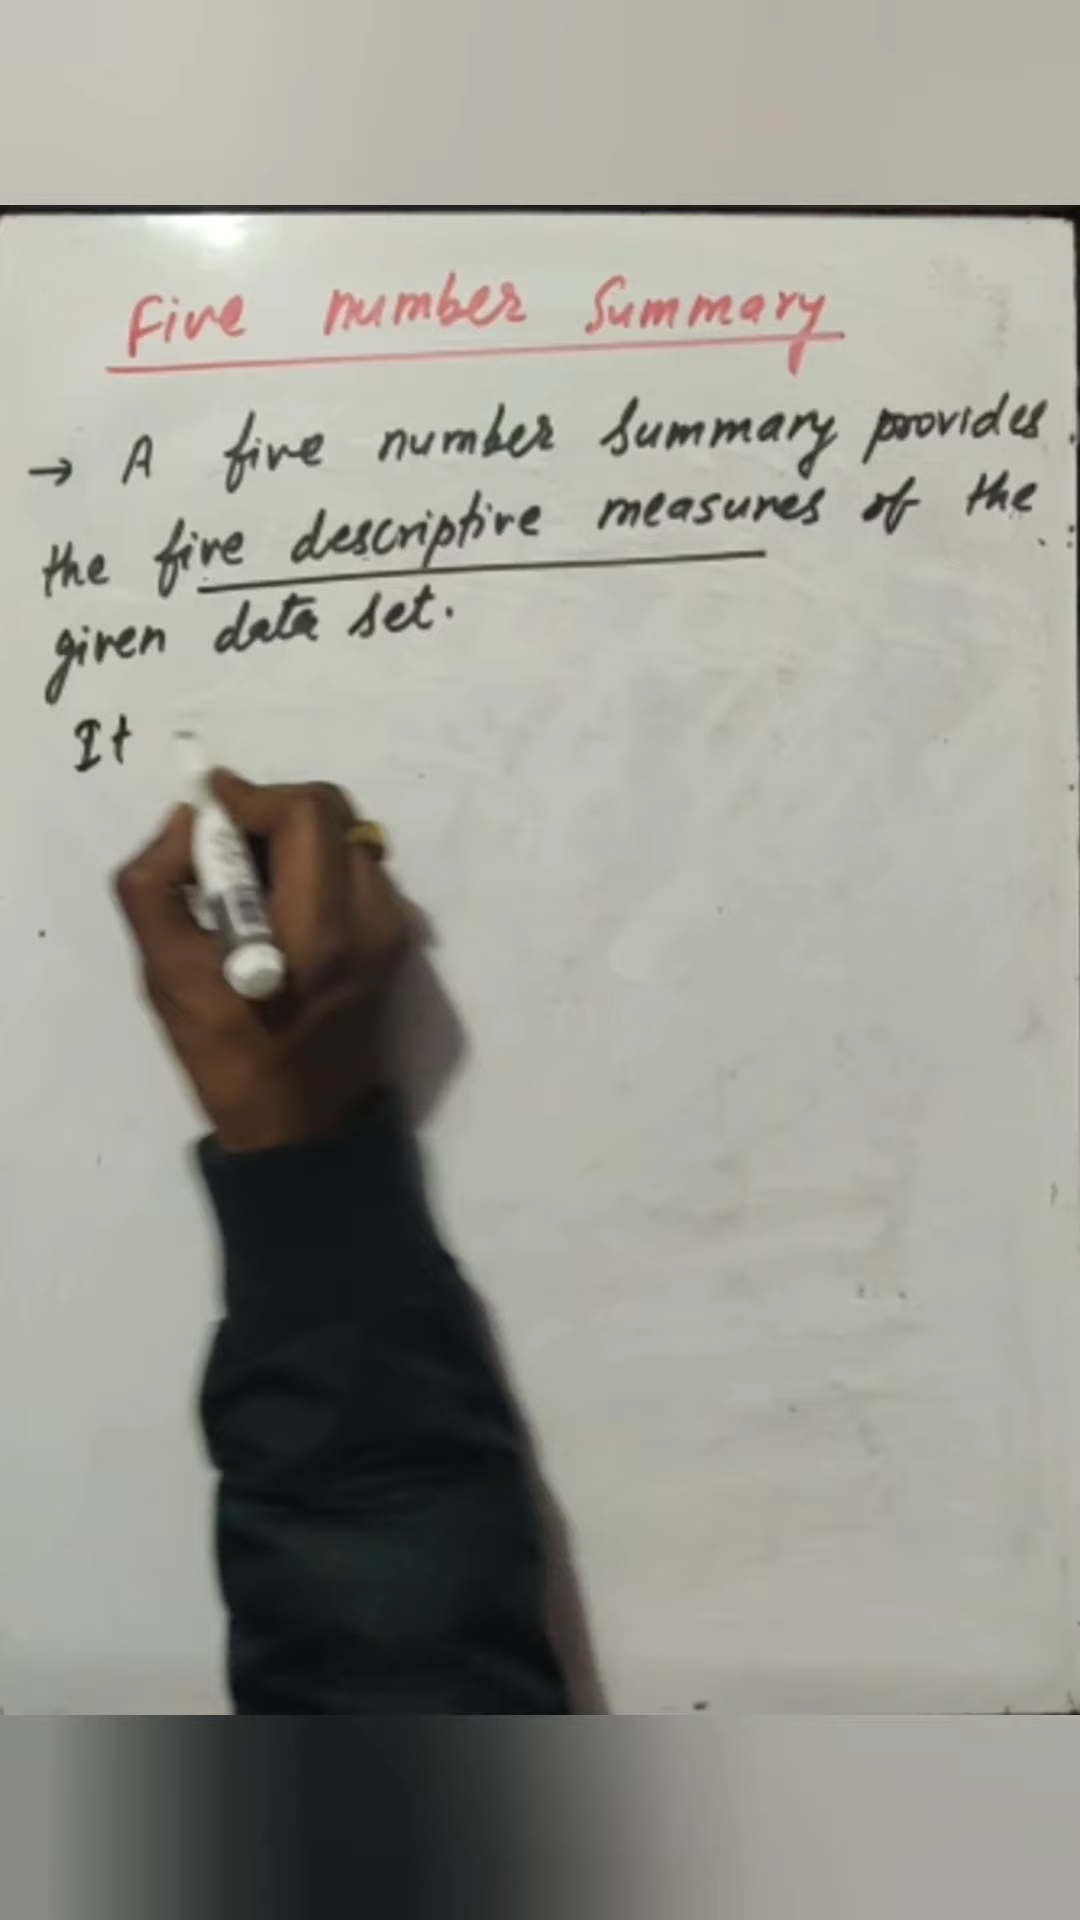 Five number Summary
→ A five number Summary provides
the five descriptive measures of the
given data set.
It